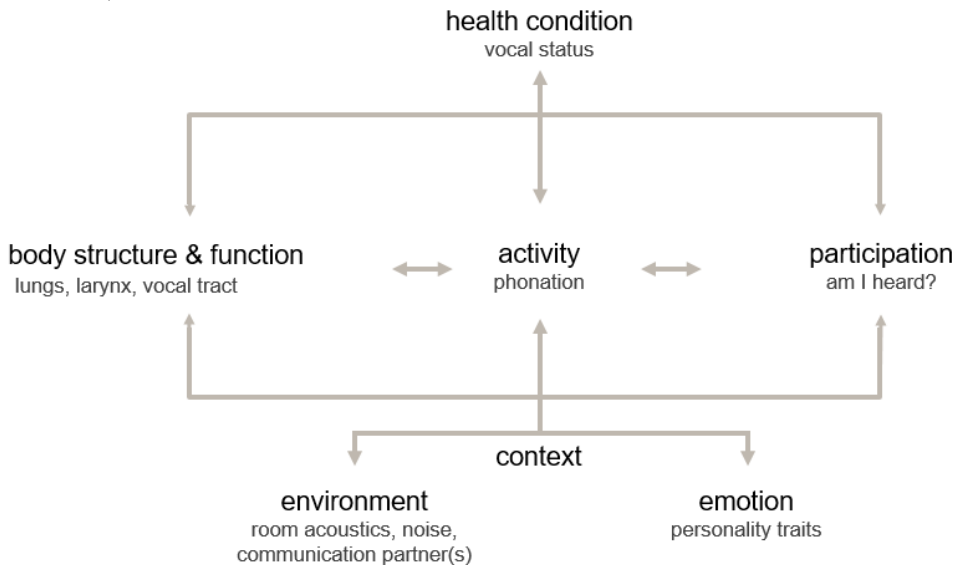 health condition
vocal status
body structure & function
lungs, larynx, vocal tract
activity
phonation
participation
am I heard?
context
environment
room acoustics, noise,
communication partner(s)
emotion
personality traits